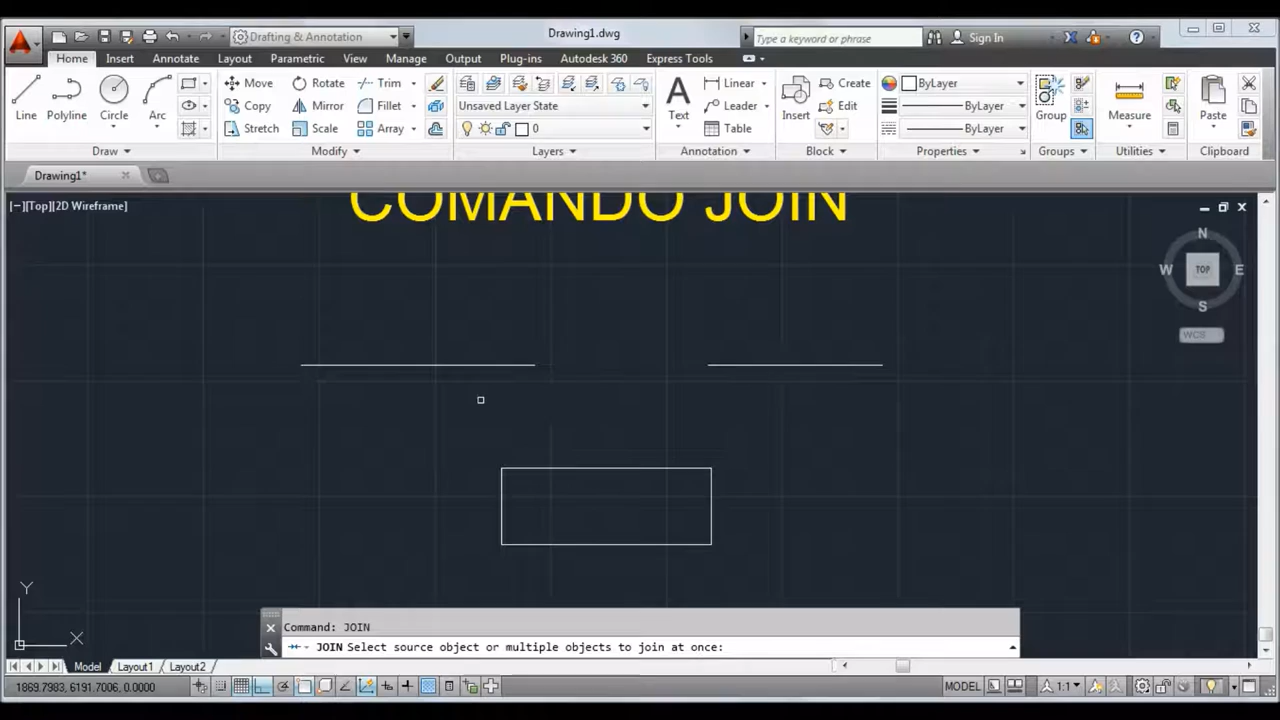 Drafting & Annotation
Drawing1.dwg
Type a keyword or phrase
Sign In
Home Insert Annotate Layout Parametric View Manage Output Plug-ins Autodesk 360 Express Tools
Line
Polyline
Circle
Arc
Move Rotate Trim
Copy Mirror Fillet
Stretch Scale Array
Unsaved Layer State
0
Text
Linear
Leader
Table
Insert
Create
Edit
ByLayer
ByLayer
ByLayer
Group
Measure
Paste
Draw Modify Layers Annotation Block Properties Groups Utilities Clipboard
Drawing1*
[−][Top][2D Wireframe]
COMANDO JOIN
N
W TOP E
S
WCS
Y
X
Command: JOIN
JOIN Select source object or multiple objects to join at once:
Model Layout1 Layout2
1869.7983, 6191.7006, 0.0000
MODEL
1:1